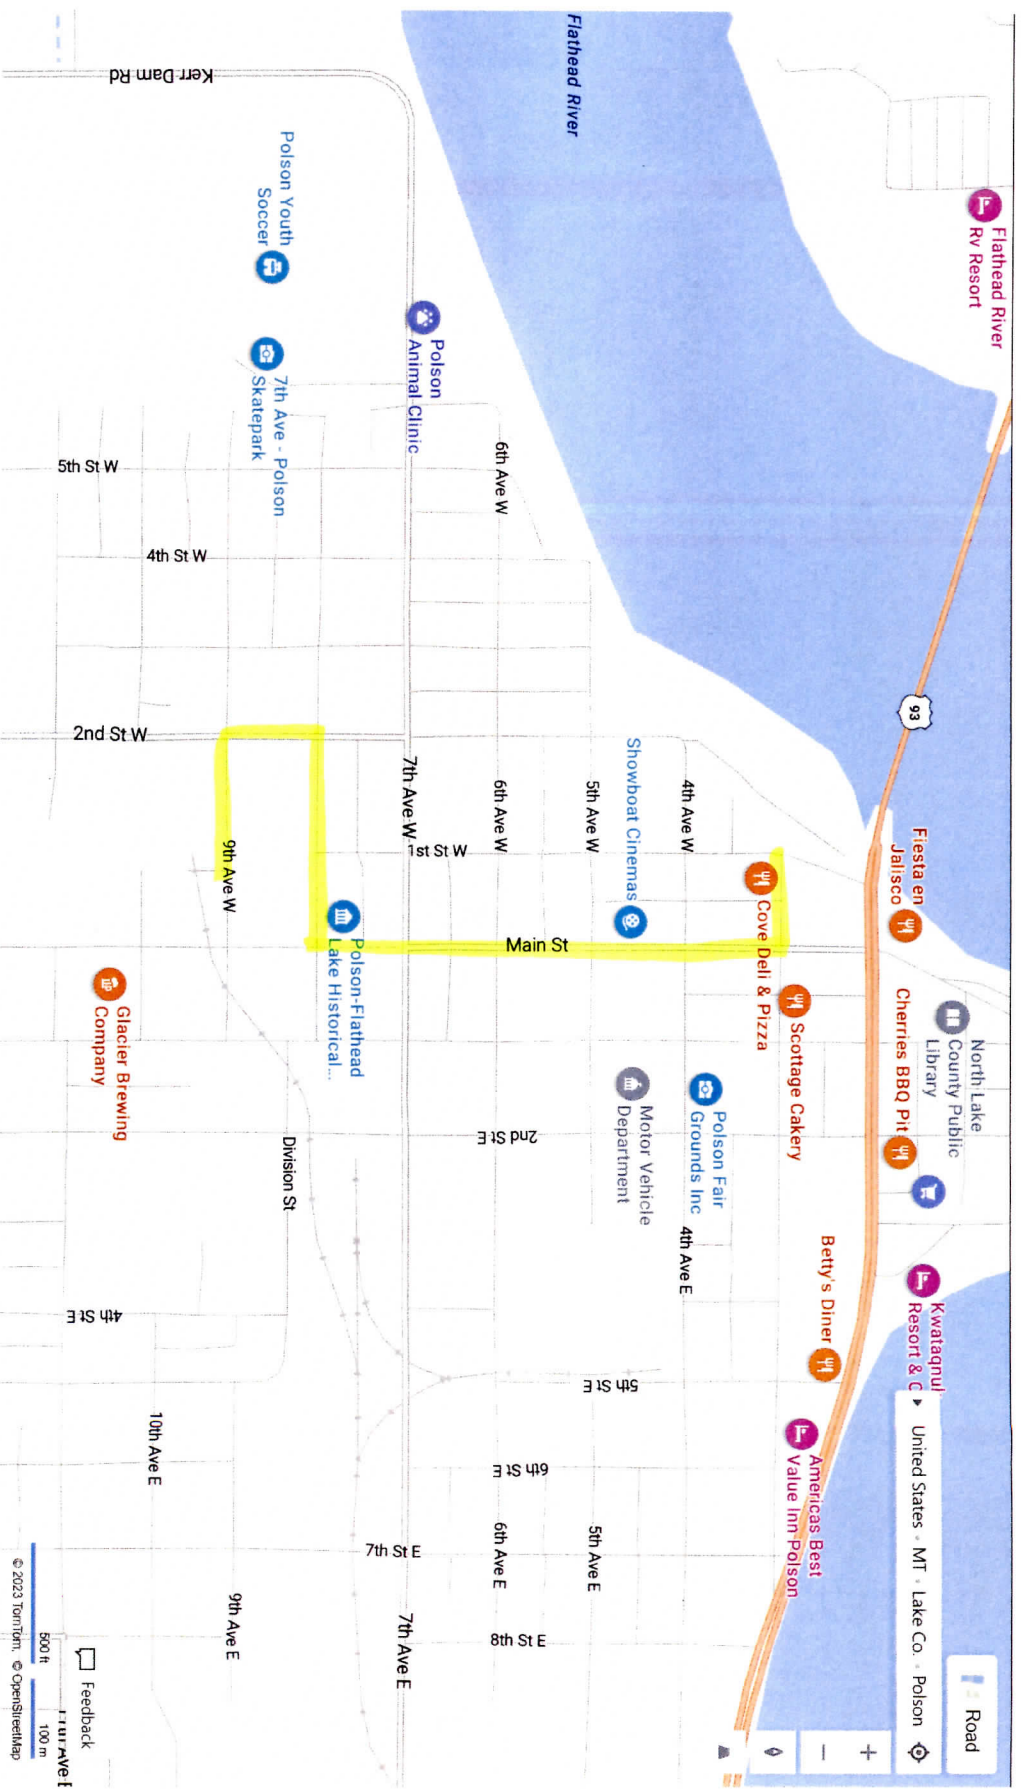 Road
United States · MT · Lake Co. · Polson
Flathead River
Rv Resort
Flathead River
93
Fiesta en
Jalisco
North Lake
County Public
Library
Cherries BBQ Pit
Kwataqnuk
Resort & C
Betty's Diner
Americas Best
Value Inn Polson
Scottage Cakery
Cove Deli & Pizza
Polson Fair
Grounds Inc
Motor Vehicle
Department
Showboat Cinemas
4th Ave W
4th Ave E
5th Ave W
5th Ave E
6th Ave W
6th Ave W
6th Ave E
Main St
1st St W
2nd St E
5th St E
6th St E
7th St E
8th St E
Polson
Animal Clinic
7th Ave W
7th Ave E
Polson-Flathead
Lake Historical...
Polson Youth
Soccer
7th Ave - Polson
Skatepark
Kerr Dam Rd
5th St W
4th St W
2nd St W
9th Ave W
9th Ave E
Division St
4th St E
10th Ave E
Glacier Brewing
Company
Feedback
500 ft
100 m
© 2023 TomTom, © OpenStreetMap